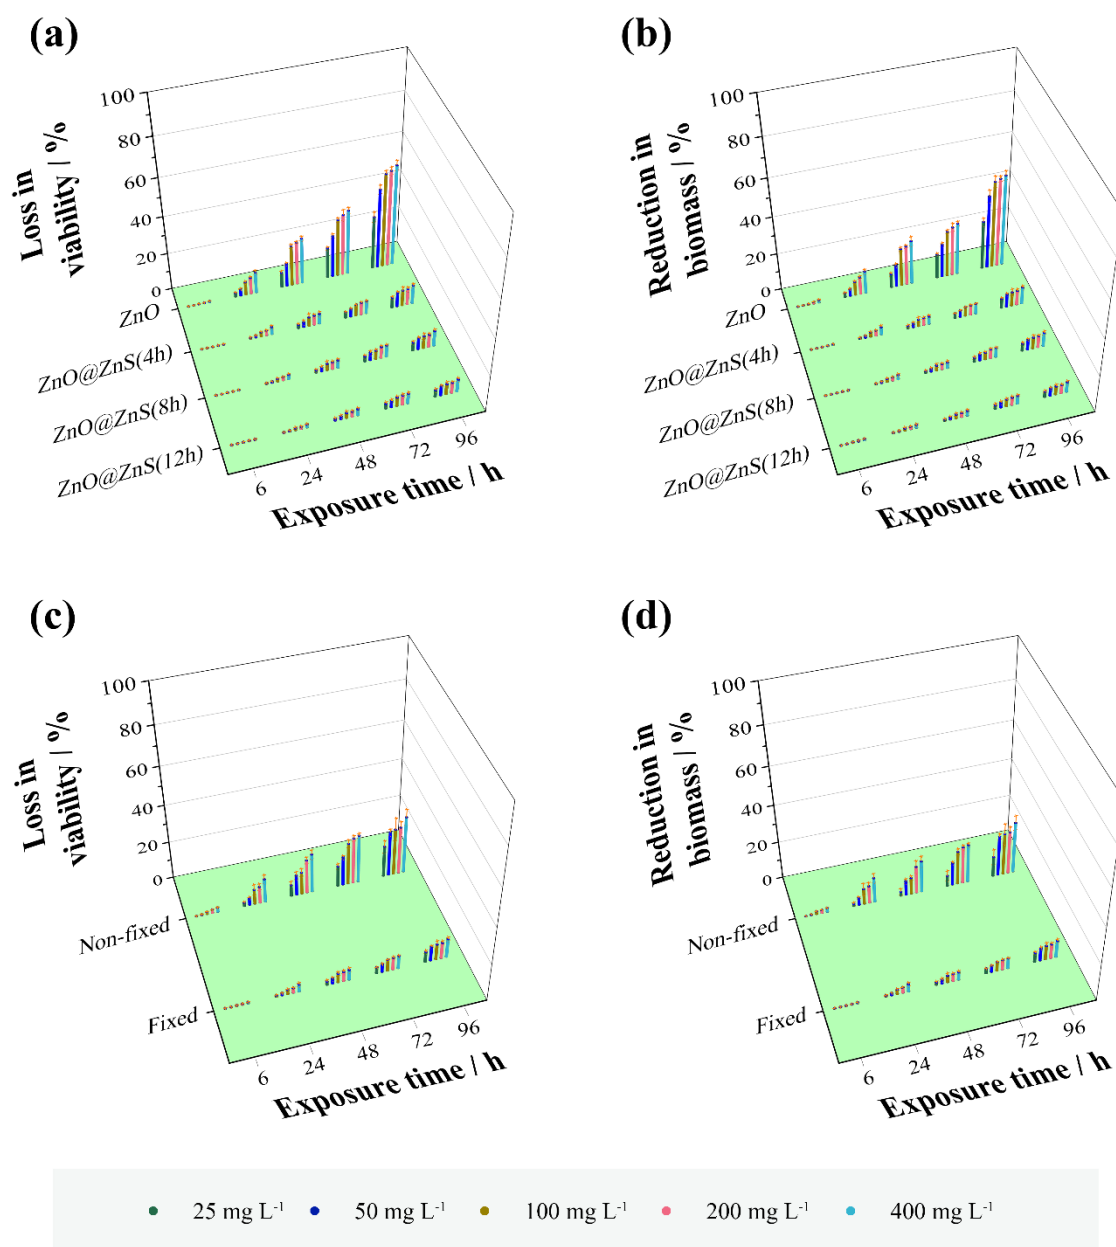 (a)
100
80
60
40
20
0
Loss in
viability / %
ZnO
ZnO@ZnS(4h)
ZnO@ZnS(8h)
ZnO@ZnS(12h)
6
24
48
72
96
Exposure time / h
(b)
100
80
60
40
20
0
Reduction in
biomass / %
ZnO
ZnO@ZnS(4h)
ZnO@ZnS(8h)
ZnO@ZnS(12h)
6
24
48
72
96
Exposure time / h
(c)
100
80
60
40
20
0
Loss in
viability / %
Non-fixed
Fixed
6
24
48
72
96
Exposure time / h
(d)
100
80
60
40
20
0
Reduction in
biomass / %
Non-fixed
Fixed
6
24
48
72
96
Exposure time / h
25 mg L⁻¹ 50 mg L⁻¹ 100 mg L⁻¹ 200 mg L⁻¹ 400 mg L⁻¹